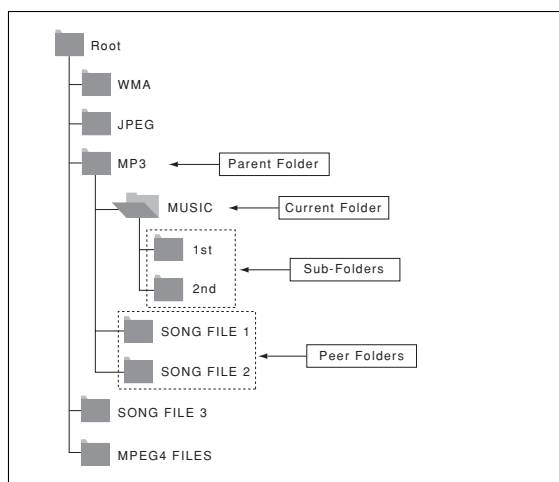 Root
WMA
JPEG
MP3
Parent Folder
MUSIC
Current Folder
1st
Sub-Folders
2nd
SONG FILE 1
Peer Folders
SONG FILE 2
SONG FILE 3
MPEG4 FILES